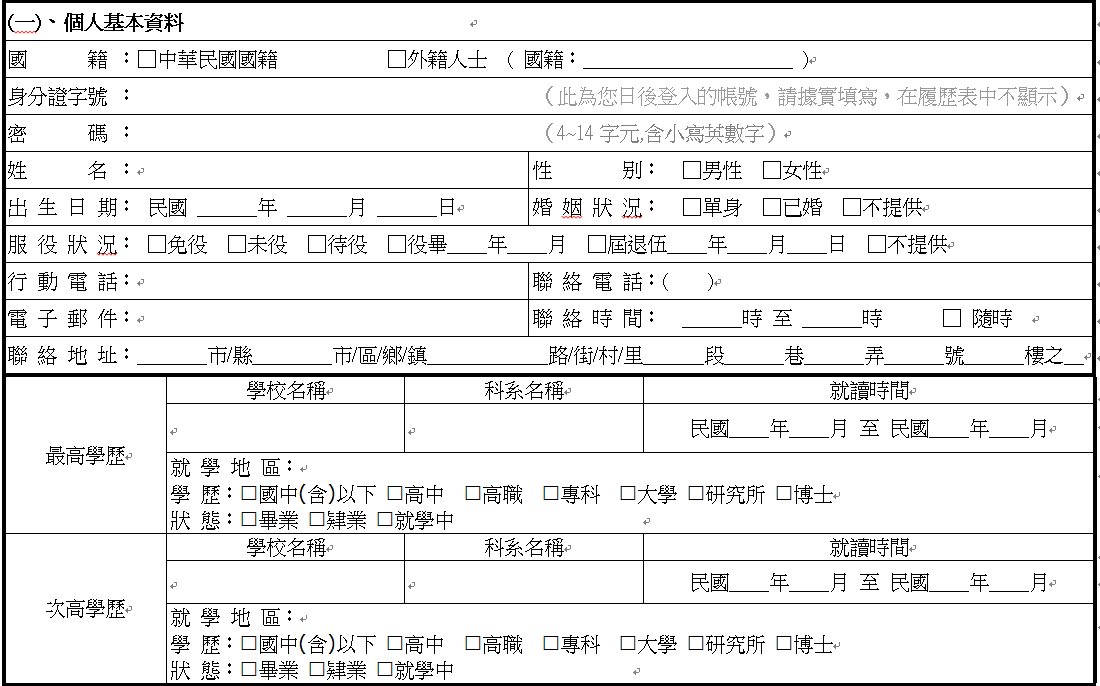 (一)、個人基本資料
國 籍 ：□中華民國國籍 □外籍人士 ( 國籍：_____________________ )
身分證字號 ： （此為您日後登入的帳號，請據實填寫，在履歷表中不顯示）
密 碼 ： （4~14 字元,含小寫英數字）
姓 名 ： 性 別： □男性 □女性
出 生 日 期： 民國 ______年 ______月 ______日 婚 姻 狀 況： □單身 □已婚 □不提供
服 役 狀 況： □免役 □未役 □待役 □役畢____年____月 □屆退伍____年____月____日 □不提供
行 動 電 話： 聯 絡 電 話：( )
電 子 郵 件： 聯 絡 時 間： ______時 至 ______時 □ 隨時
聯 絡 地 址：_______市/縣________市/區/鄉/鎮____________路/街/村/里______段______巷______弄______號______樓之__
最高學歷
學校名稱 科系名稱 就讀時間
民國____年____月 至 民國____年____月
就 學 地 區：
學 歷：□國中(含)以下 □高中 □高職 □專科 □大學 □研究所 □博士
狀 態：□畢業 □肄業 □就學中
次高學歷
學校名稱 科系名稱 就讀時間
民國____年____月 至 民國____年____月
就 學 地 區：
學 歷：□國中(含)以下 □高中 □高職 □專科 □大學 □研究所 □博士
狀 態：□畢業 □肄業 □就學中